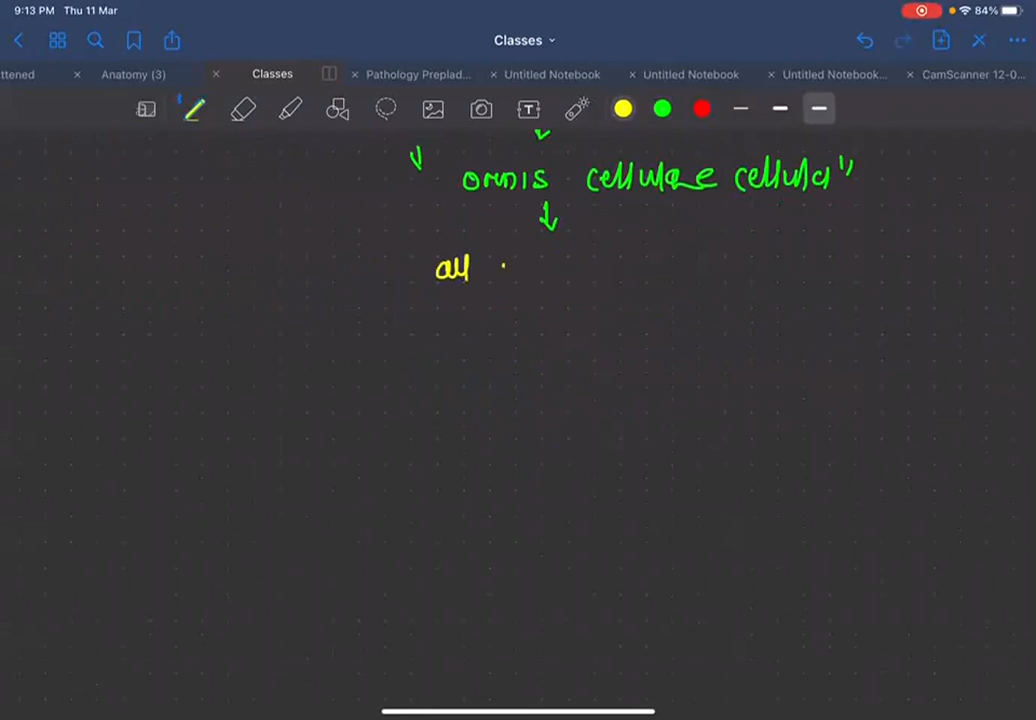 9:13 PM Thu 11 Mar 84%
Classes
ttened Anatomy (3) Classes Pathology Preplad... Untitled Notebook Untitled Notebook Untitled Notebook... CamScanner 12-0...
T
" omnis cellulae cellula"
all